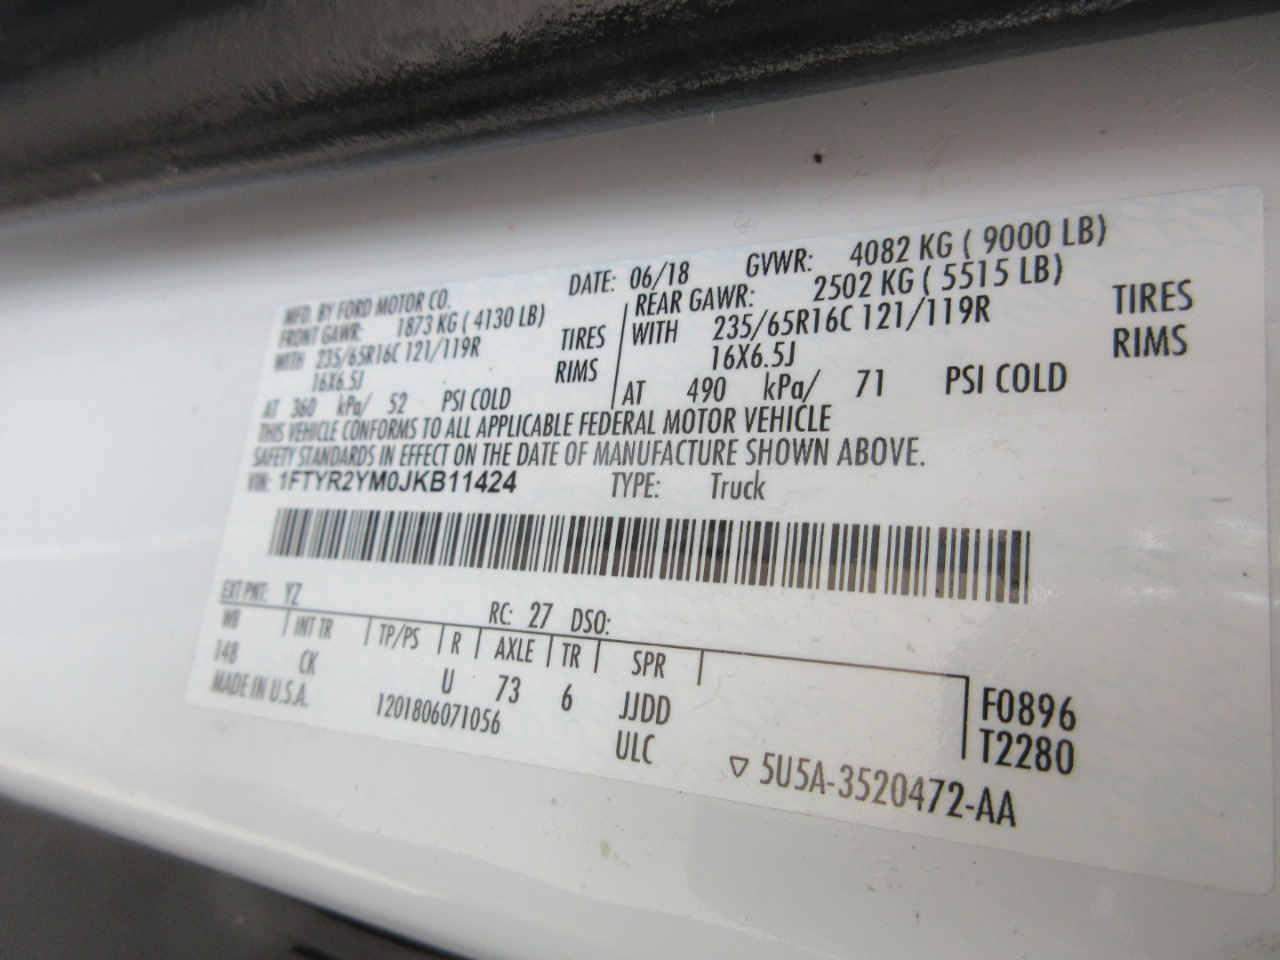 MFD. BY FORD MOTOR CO. DATE: 06/18 GVWR: 4082 KG ( 9000 LB)
FRONT GAWR: 1873 KG ( 4130 LB) REAR GAWR: 2502 KG ( 5515 LB)
WITH 235/65R16C 121/119R TIRES WITH 235/65R16C 121/119R TIRES
16X6.5J RIMS 16X6.5J RIMS
AT 360 kPa/ 52 PSI COLD AT 490 kPa/ 71 PSI COLD
THIS VEHICLE CONFORMS TO ALL APPLICABLE FEDERAL MOTOR VEHICLE
SAFETY STANDARDS IN EFFECT ON THE DATE OF MANUFACTURE SHOWN ABOVE.
VIN: 1FTYR2YM0JKB11424 TYPE: Truck
EXT PNT: YZ RC: 27 DSO:
WB INT TR TP/PS R AXLE TR SPR
148 CK U 73 6 JJDD F0896
MADE IN U.S.A. 1201806071056 ULC T2280
▽ 5U5A-3520472-AA